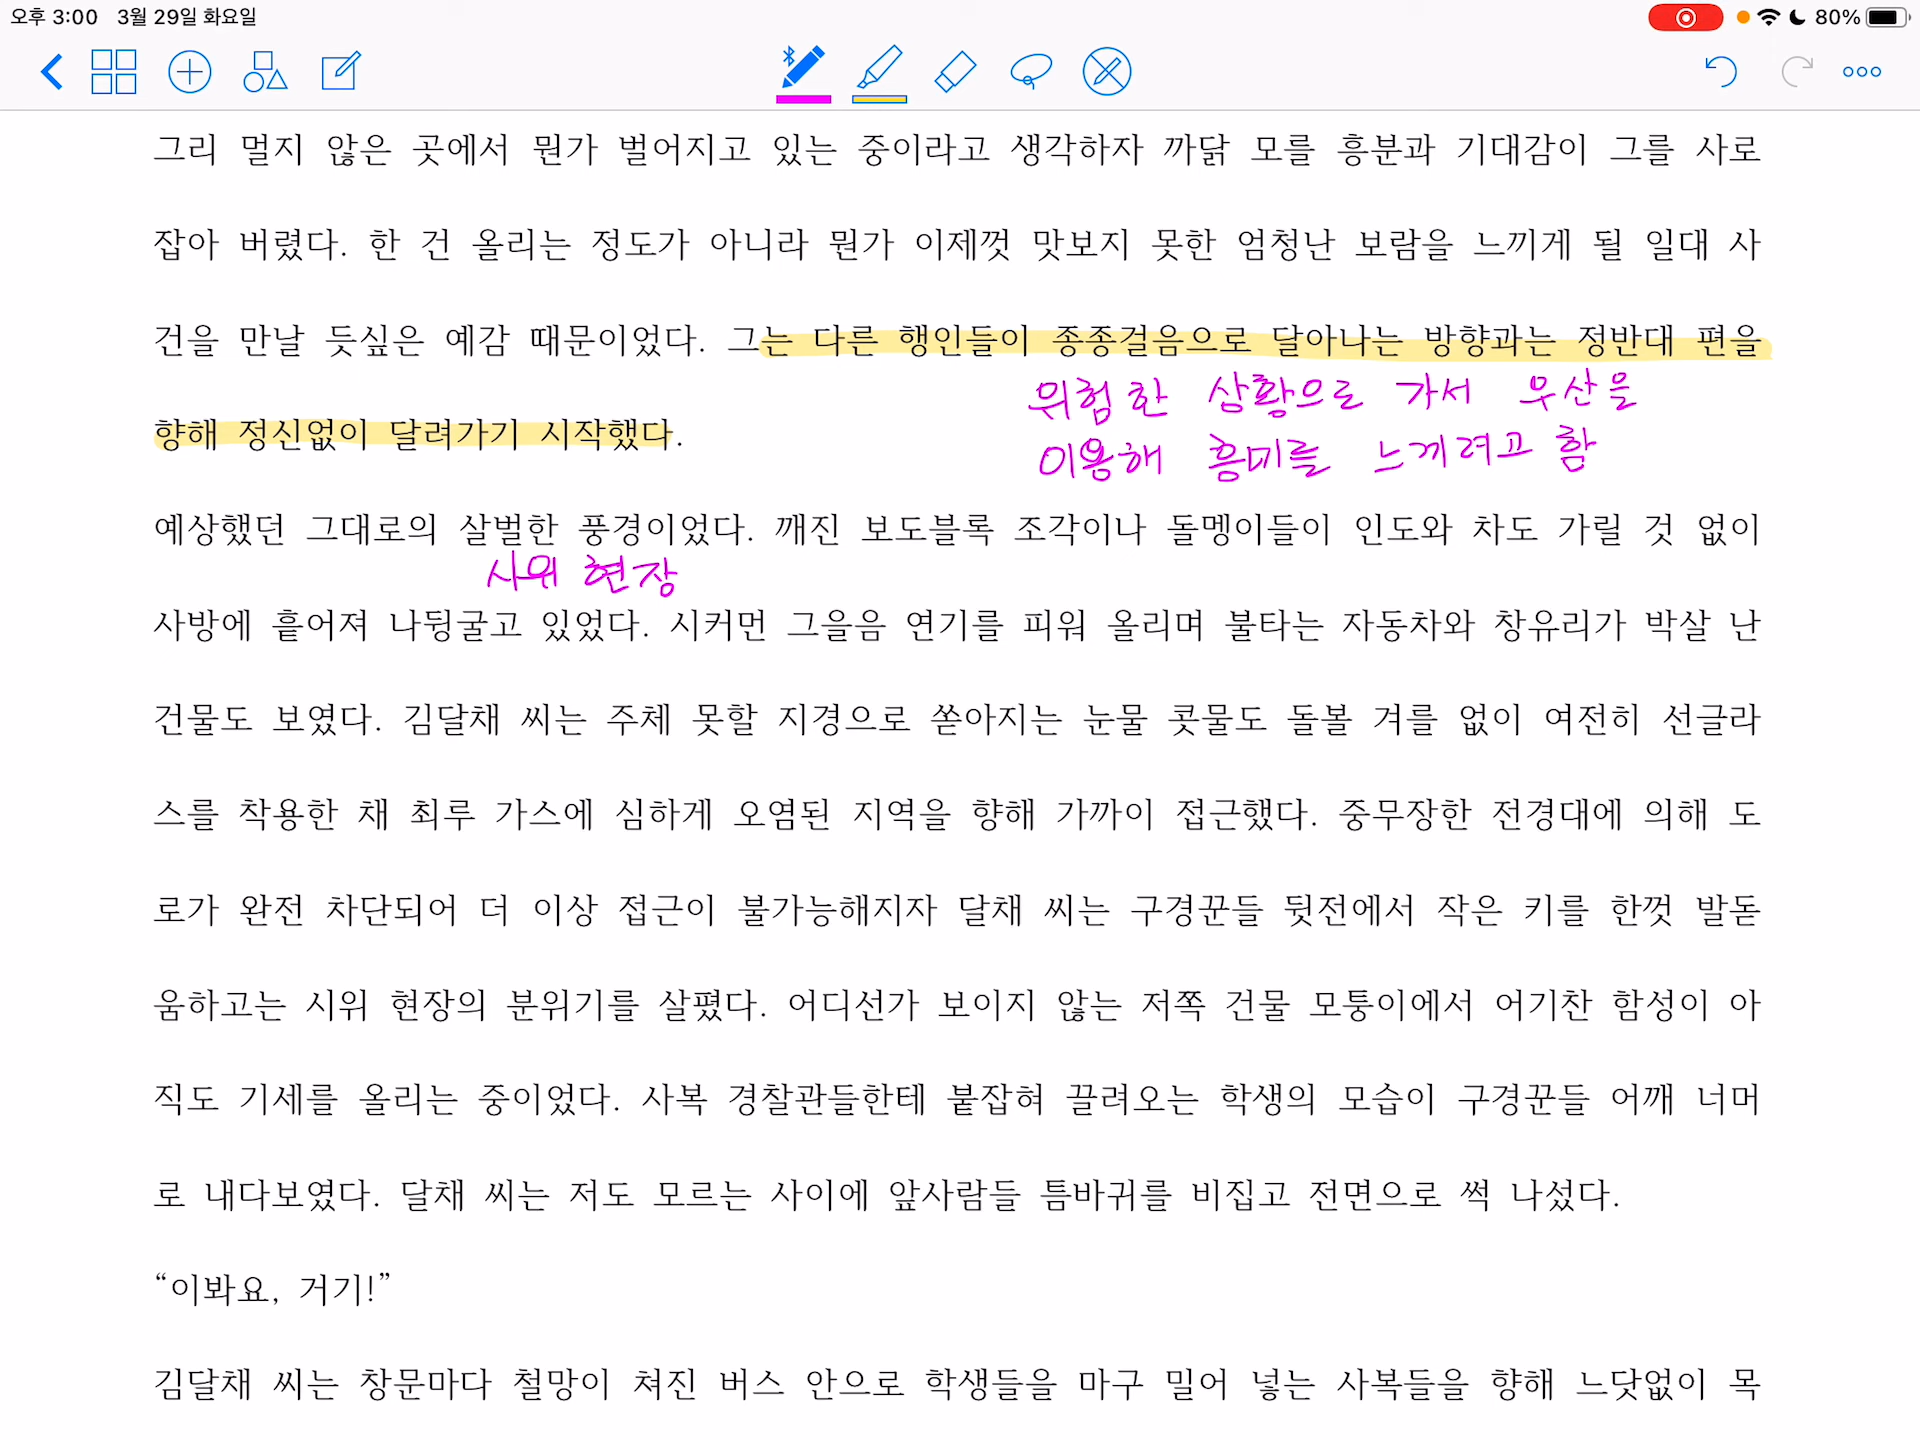 오후 3:00 3월 29일 화요일 80%
그리 멀지 않은 곳에서 뭔가 벌어지고 있는 중이라고 생각하자 까닭 모를 흥분과 기대감이 그를 사로
잡아 버렸다. 한 건 올리는 정도가 아니라 뭔가 이제껏 맛보지 못한 엄청난 보람을 느끼게 될 일대 사
건을 만날 듯싶은 예감 때문이었다. 그는 다른 행인들이 종종걸음으로 달아나는 방향과는 정반대 편을
위험한 상황으로 가서 우산을
향해 정신없이 달려가기 시작했다.
이용해 흥미를 느끼려고 함
예상했던 그대로의 살벌한 풍경이었다. 깨진 보도블록 조각이나 돌멩이들이 인도와 차도 가릴 것 없이
시위 현장
사방에 흩어져 나뒹굴고 있었다. 시커먼 그을음 연기를 피워 올리며 불타는 자동차와 창유리가 박살 난
건물도 보였다. 김달채 씨는 주체 못할 지경으로 쏟아지는 눈물 콧물도 돌볼 겨를 없이 여전히 선글라
스를 착용한 채 최루 가스에 심하게 오염된 지역을 향해 가까이 접근했다. 중무장한 전경대에 의해 도
로가 완전 차단되어 더 이상 접근이 불가능해지자 달채 씨는 구경꾼들 뒷전에서 작은 키를 한껏 발돋
움하고는 시위 현장의 분위기를 살폈다. 어디선가 보이지 않는 저쪽 건물 모퉁이에서 어기찬 함성이 아
직도 기세를 올리는 중이었다. 사복 경찰관들한테 붙잡혀 끌려오는 학생의 모습이 구경꾼들 어깨 너머
로 내다보였다. 달채 씨는 저도 모르는 사이에 앞사람들 틈바귀를 비집고 전면으로 썩 나섰다.
“이봐요, 거기!”
김달채 씨는 창문마다 철망이 쳐진 버스 안으로 학생들을 마구 밀어 넣는 사복들을 향해 느닷없이 목